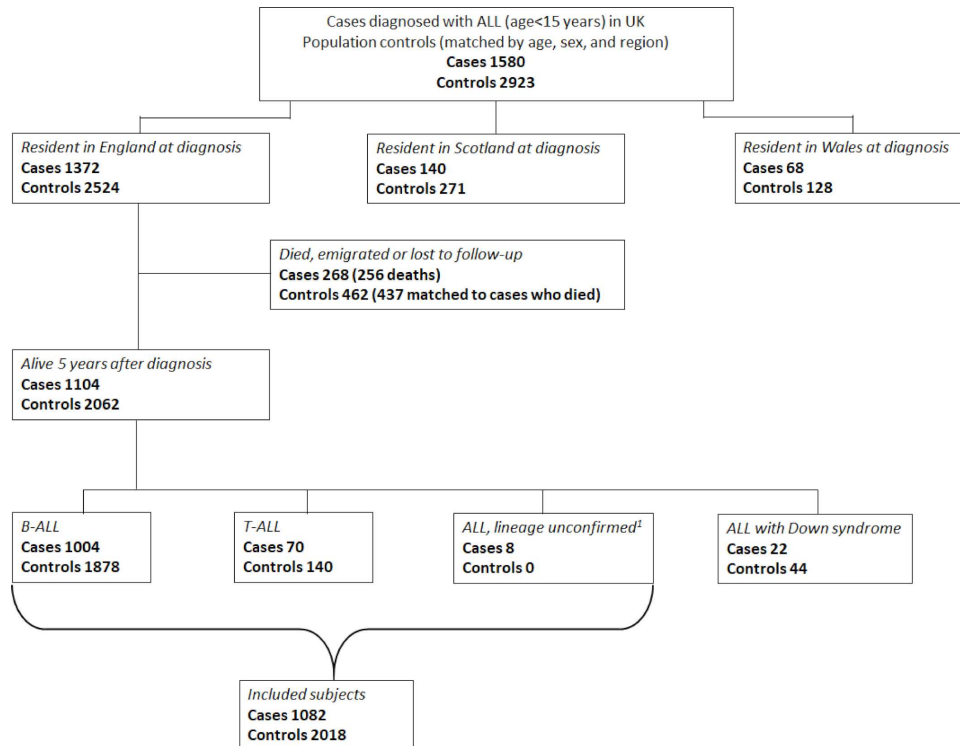 Cases diagnosed with ALL (age<15 years) in UK
Population controls (matched by age, sex, and region)
Cases 1580
Controls 2923
Resident in England at diagnosis
Cases 1372
Controls 2524
Resident in Scotland at diagnosis
Cases 140
Controls 271
Resident in Wales at diagnosis
Cases 68
Controls 128
Died, emigrated or lost to follow-up
Cases 268 (256 deaths)
Controls 462 (437 matched to cases who died)
Alive 5 years after diagnosis
Cases 1104
Controls 2062
B-ALL
Cases 1004
Controls 1878
T-ALL
Cases 70
Controls 140
ALL, lineage unconfirmed¹
Cases 8
Controls 0
ALL with Down syndrome
Cases 22
Controls 44
Included subjects
Cases 1082
Controls 2018